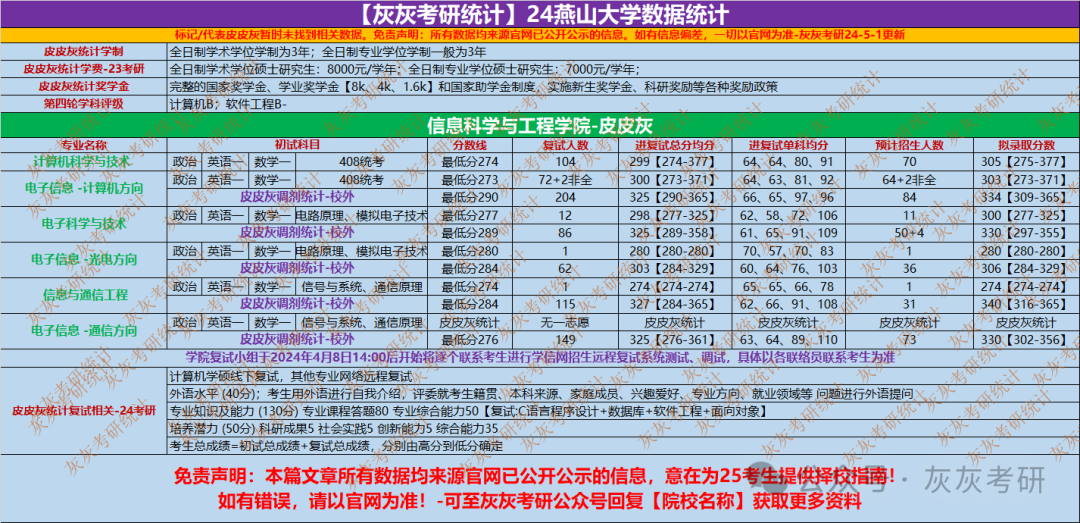 【灰灰考研统计】24燕山大学数据统计
标记/代表皮皮灰暂时未找到相关数据。免责声明：所有数据均来源官网已公开公示的信息。如有信息偏差，一切以官网为准-灰灰考研24-5-1更新
皮皮灰统计学制 全日制学术学位学制为3年；全日制专业学位学制一般为3年
皮皮灰统计学费-23考研 全日制学术学位硕士研究生：8000元/学年；全日制专业学位硕士研究生：7000元/学年；
皮皮灰统计奖学金 完整的国家奖学金、学业奖学金【8k、4k、1.6k】和国家助学金制度，实施新生奖学金、科研奖励等各种奖励政策
第四轮学科评级 计算机B；软件工程B-
信息科学与工程学院-皮皮灰
专业名称 初试科目 分数线 复试人数 进复试总分均分 进复试单科均分 预计招生人数 拟录取分数
计算机科学与技术 政治 英语一 数学一 408统考 最低分274 104 299【274-377】 64、64、80、91 70 305【275-377】
电子信息 -计算机方向 政治 英语一 数学一 408统考 最低分273 72+2非全 300【273-371】 64、63、81、92 64+2非全 303【273-371】
皮皮灰调剂统计-校外 最低分290 204 325【290-365】 66、65、97、96 84 334【309-365】
电子科学与技术 政治 英语一 数学一 电路原理、模拟电子技术 最低分277 12 298【277-325】 62、58、72、106 11 300【277-325】
皮皮灰调剂统计-校外 最低分289 86 325【289-358】 61、65、91、109 50+4 330【297-355】
电子信息 -光电方向 政治 英语一 数学一 电路原理、模拟电子技术 最低分280 1 280【280-280】 70、57、70、83 1 280【280-280】
皮皮灰调剂统计-校外 最低分284 62 303【284-329】 60、64、76、103 36 306【284-329】
信息与通信工程 政治 英语一 数学一 信号与系统、通信原理 最低分274 1 274【274-274】 65、65、66、78 1 274【274-274】
皮皮灰调剂统计-校外 最低分284 115 327【284-365】 62、66、91、108 31 340【316-365】
电子信息 -通信方向 政治 英语一 数学一 信号与系统、通信原理 皮皮灰统计 无一志愿 皮皮灰统计 皮皮灰统计 皮皮灰统计 皮皮灰统计
皮皮灰调剂统计-校外 最低分276 149 325【276-361】 63、64、89、110 73 330【302-356】
学院复试小组于2024年4月8日14:00后开始将逐个联系考生进行学信网招生远程复试系统测试、调试，具体以各联络员联系考生为准
皮皮灰统计复试相关-24考研
计算机学硕线下复试，其他专业网络远程复试
外语水平 (40分)；考生用外语进行自我介绍；评委就考生籍贯、本科来源、家庭成员、兴趣爱好、专业方向、就业领域等 问题进行外语提问
专业知识及能力 (130分) 专业课程答题80 专业综合能力50【复试:C语言程序设计+数据库+软件工程+面向对象】
培养潜力 (50分) 科研成果5 社会实践5 创新能力5 综合能力35
考生总成绩=初试总成绩+复试总成绩，分别由高分到低分确定
免责声明：本篇文章所有数据均来源官网已公开公示的信息，意在为25考生提供择校指南！
如有错误，请以官网为准！-可至灰灰考研公众号回复【院校名称】获取更多资料
公众号 · 灰灰考研